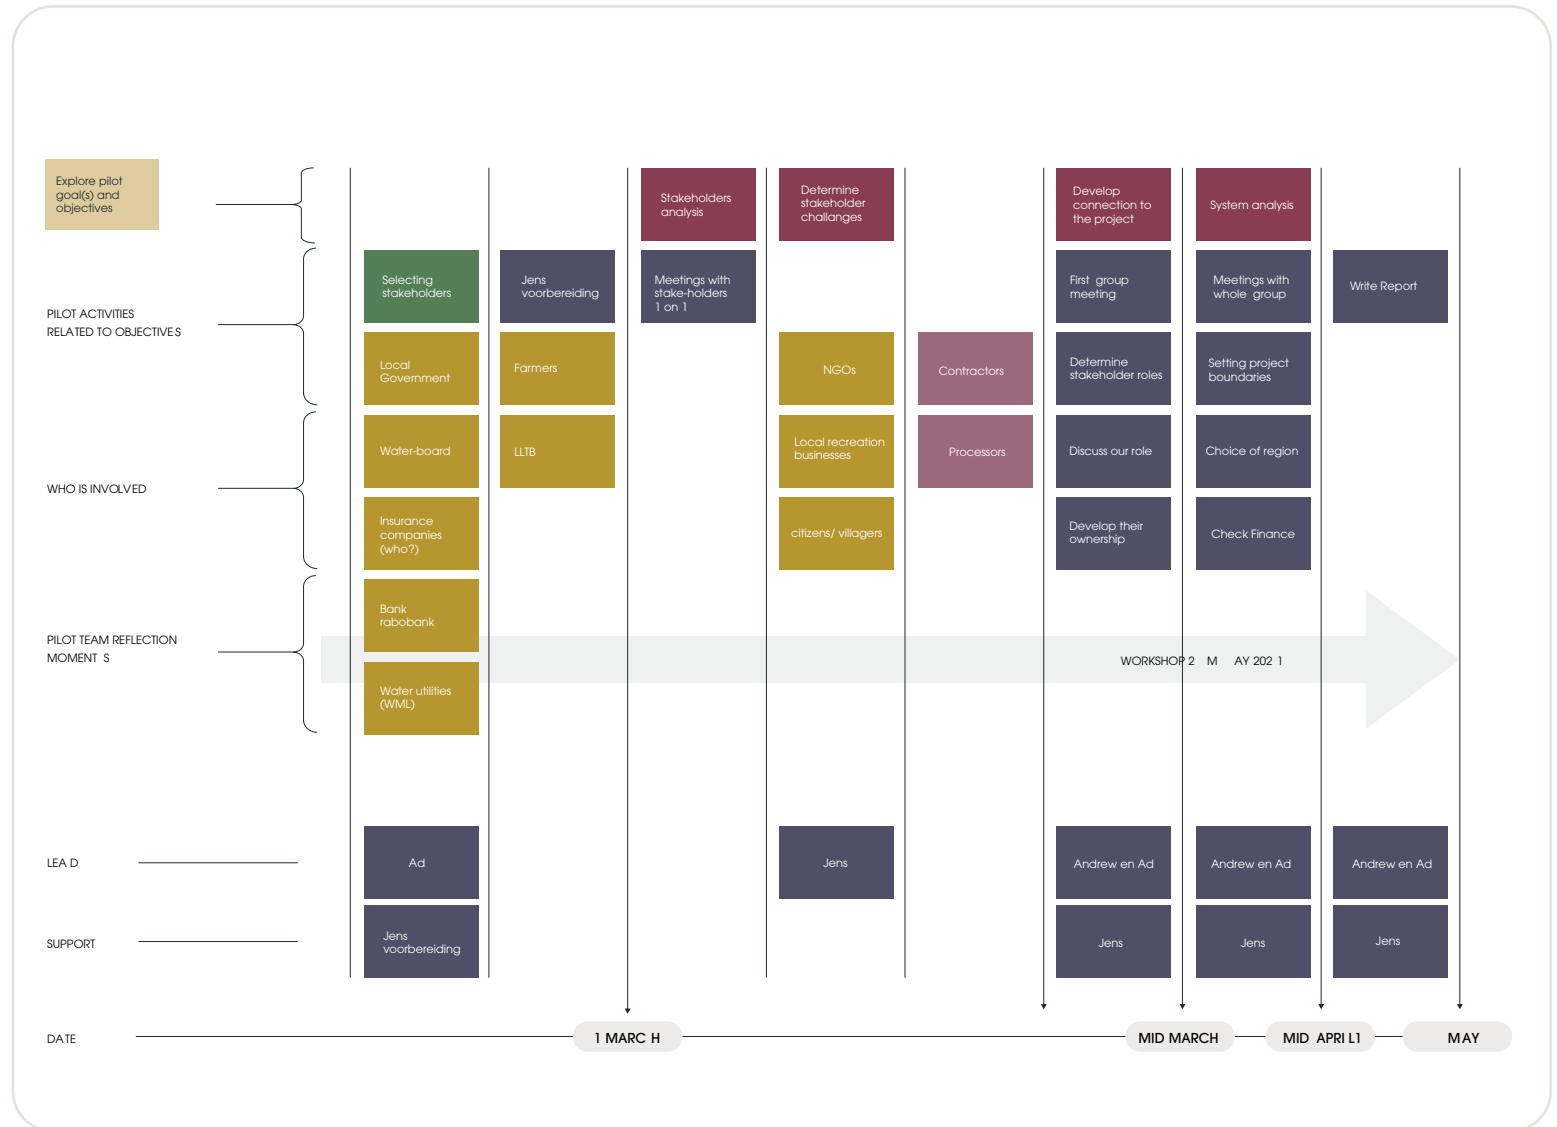 Explore pilot
goal(s) and
objectives
Stakeholders
analysis
Determine
stakeholder
challanges
Develop
connection to
the project
System analysis
PILOT ACTIVITIES
RELATED TO OBJECTIVE S
Selecting
stakeholders
Jens
voorbereiding
Meetings with
stake-holders
1 on 1
First group
meeting
Meetings with
whole group
Write Report
Local
Government
Farmers
NGOs
Contractors
Determine
stakeholder roles
Setting project
boundaries
WHO IS INVOLVED
Water-board
LLTB
Local recreation
businesses
Processors
Discuss our role
Choice of region
Insurance
companies
(who?)
citizens/ villagers
Develop their
ownership
Check Finance
PILOT TEAM REFLECTION
MOMENT S
Bank
rabobank
WORKSHOP 2 M AY 202 1
Water utilities
(WML)
LEA D
Ad
Jens
Andrew en Ad
Andrew en Ad
Andrew en Ad
SUPPORT
Jens
voorbereiding
Jens
Jens
Jens
DATE
1 MARC H
MID MARCH
MID APRI L1
MAY